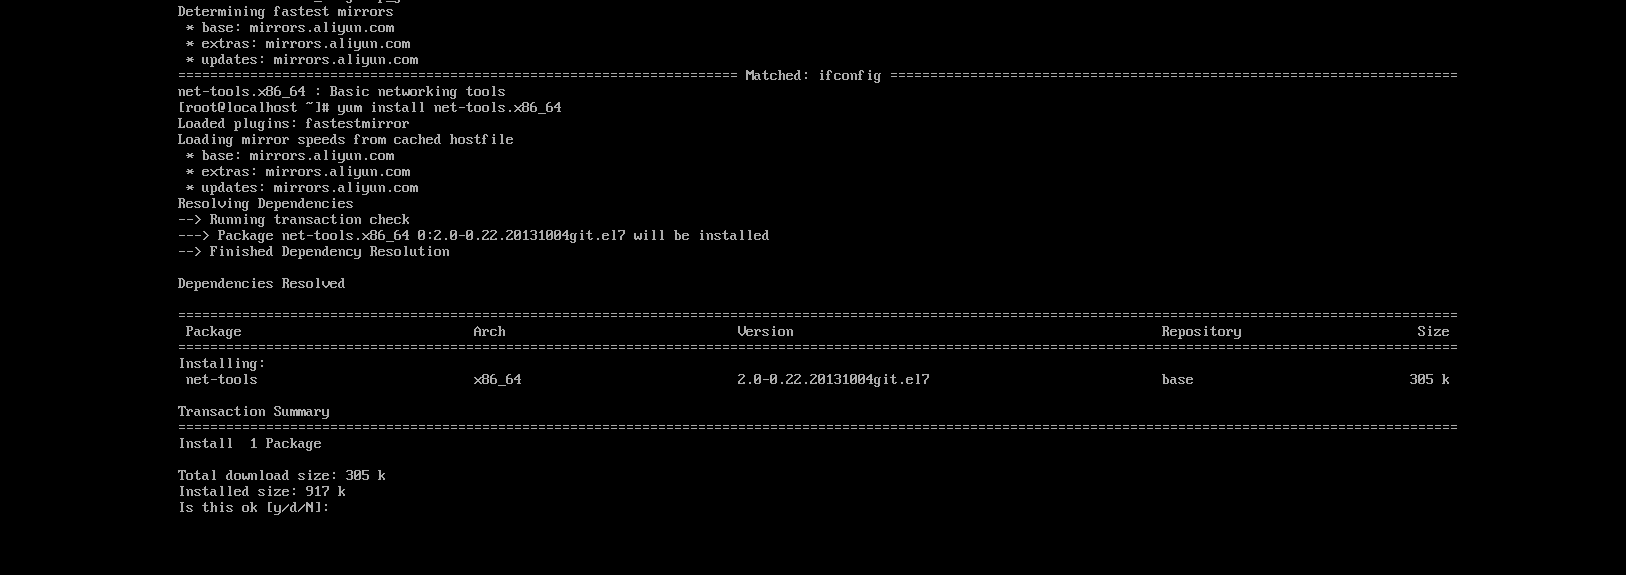 Determining fastest mirrors
 * base: mirrors.aliyun.com
 * extras: mirrors.aliyun.com
 * updates: mirrors.aliyun.com
====================================================================== Matched: ifconfig =======================================================================
net-tools.x86_64 : Basic networking tools
[root@localhost ~]# yum install net-tools.x86_64
Loaded plugins: fastestmirror
Loading mirror speeds from cached hostfile
 * base: mirrors.aliyun.com
 * extras: mirrors.aliyun.com
 * updates: mirrors.aliyun.com
Resolving Dependencies
--> Running transaction check
---> Package net-tools.x86_64 0:2.0-0.22.20131004git.el7 will be installed
--> Finished Dependency Resolution

Dependencies Resolved

================================================================================================================================================================
 Package                             Arch                             Version                                              Repository                      Size
================================================================================================================================================================
Installing:
 net-tools                           x86_64                           2.0-0.22.20131004git.el7                             base                           305 k

Transaction Summary
================================================================================================================================================================
Install  1 Package

Total download size: 305 k
Installed size: 917 k
Is this ok [y/d/N]: